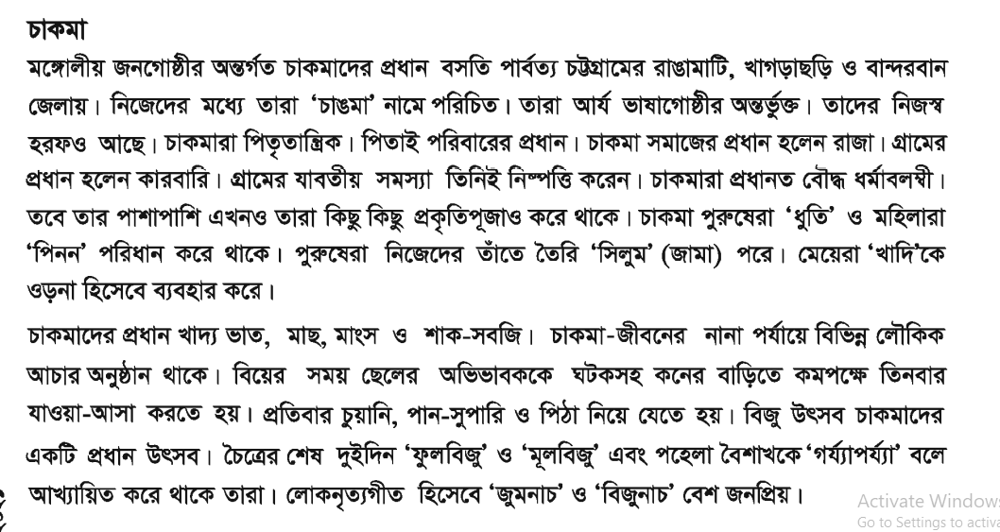 চাকমা
মঙ্গোলীয় জনগোষ্ঠীর অন্তর্গত চাকমাদের প্রধান বসতি পার্বত্য চট্টগ্রামের রাঙামাটি, খাগড়াছড়ি ও বান্দরবান
জেলায়। নিজেদের মধ্যে তারা ‘চাঙমা’ নামে পরিচিত। তারা আর্য ভাষাগোষ্ঠীর অন্তর্ভুক্ত। তাদের নিজস্ব
হরফও আছে। চাকমারা পিতৃতান্ত্রিক। পিতাই পরিবারের প্রধান। চাকমা সমাজের প্রধান হলেন রাজা। গ্রামের
প্রধান হলেন কারবারি। গ্রামের যাবতীয় সমস্যা তিনিই নিষ্পত্তি করেন। চাকমারা প্রধানত বৌদ্ধ ধর্মাবলম্বী।
তবে তার পাশাপাশি এখনও তারা কিছু কিছু প্রকৃতিপূজাও করে থাকে। চাকমা পুরুষেরা ‘ধুতি’ ও মহিলারা
‘পিনন’ পরিধান করে থাকে। পুরুষেরা নিজেদের তাঁতে তৈরি ‘সিলুম’ (জামা) পরে। মেয়েরা ‘খাদি’কে
ওড়না হিসেবে ব্যবহার করে।
চাকমাদের প্রধান খাদ্য ভাত, মাছ, মাংস ও শাক-সবজি। চাকমা-জীবনের নানা পর্যায়ে বিভিন্ন লৌকিক
আচার অনুষ্ঠান থাকে। বিয়ের সময় ছেলের অভিভাবককে ঘটকসহ কনের বাড়িতে কমপক্ষে তিনবার
যাওয়া-আসা করতে হয়। প্রতিবার চুয়ানি, পান-সুপারি ও পিঠা নিয়ে যেতে হয়। বিজু উৎসব চাকমাদের
একটি প্রধান উৎসব। চৈত্রের শেষ দুইদিন ‘ফুলবিজু’ ও ‘মূলবিজু’ এবং পহেলা বৈশাখকে ‘গর্য্যাপর্য্যা’ বলে
আখ্যায়িত করে থাকে তারা। লোকনৃত্যগীত হিসেবে ‘জুমনাচ’ ও ‘বিজুনাচ’ বেশ জনপ্রিয়।
Activate Windows
Go to Settings to activa